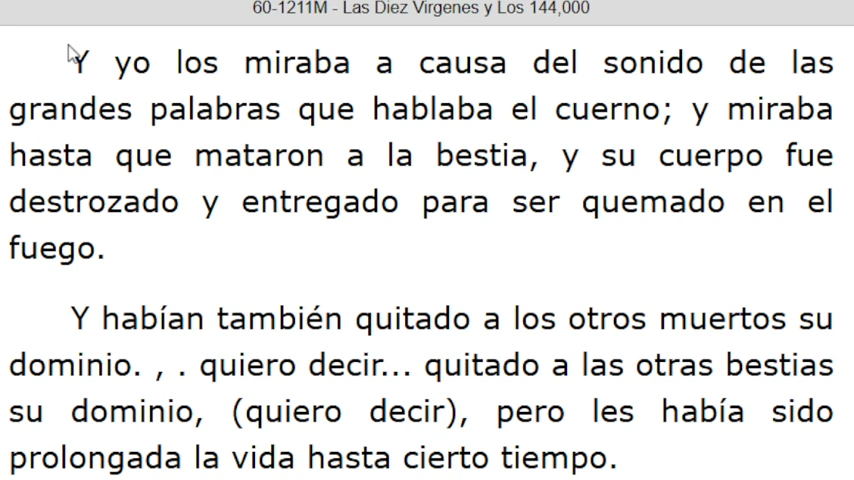 60-1211M - Las Diez Virgenes y Los 144,000
Y yo los miraba a causa del sonido de las
grandes palabras que hablaba el cuerno; y miraba
hasta que mataron a la bestia, y su cuerpo fue
destrozado y entregado para ser quemado en el
fuego.
Y habían también quitado a los otros muertos su
dominio. , . quiero decir... quitado a las otras bestias
su dominio, (quiero decir), pero les había sido
prolongada la vida hasta cierto tiempo.